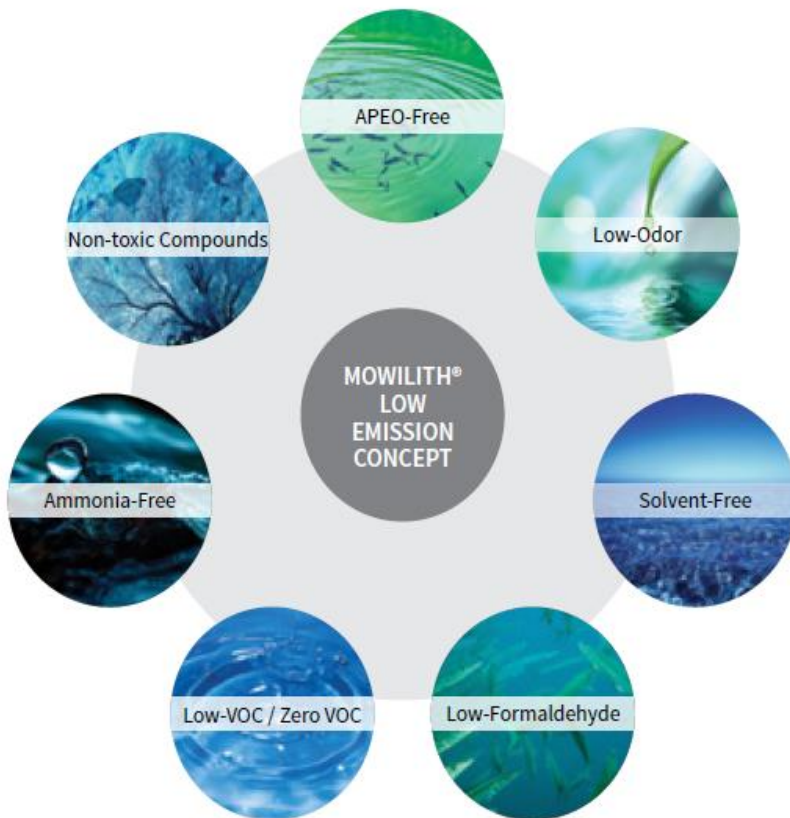 APEO-Free
Non-toxic Compounds
Low-Odor
MOWILITH®
LOW
EMISSION
CONCEPT
Ammonia-Free
Solvent-Free
Low-VOC / Zero VOC
Low-Formaldehyde